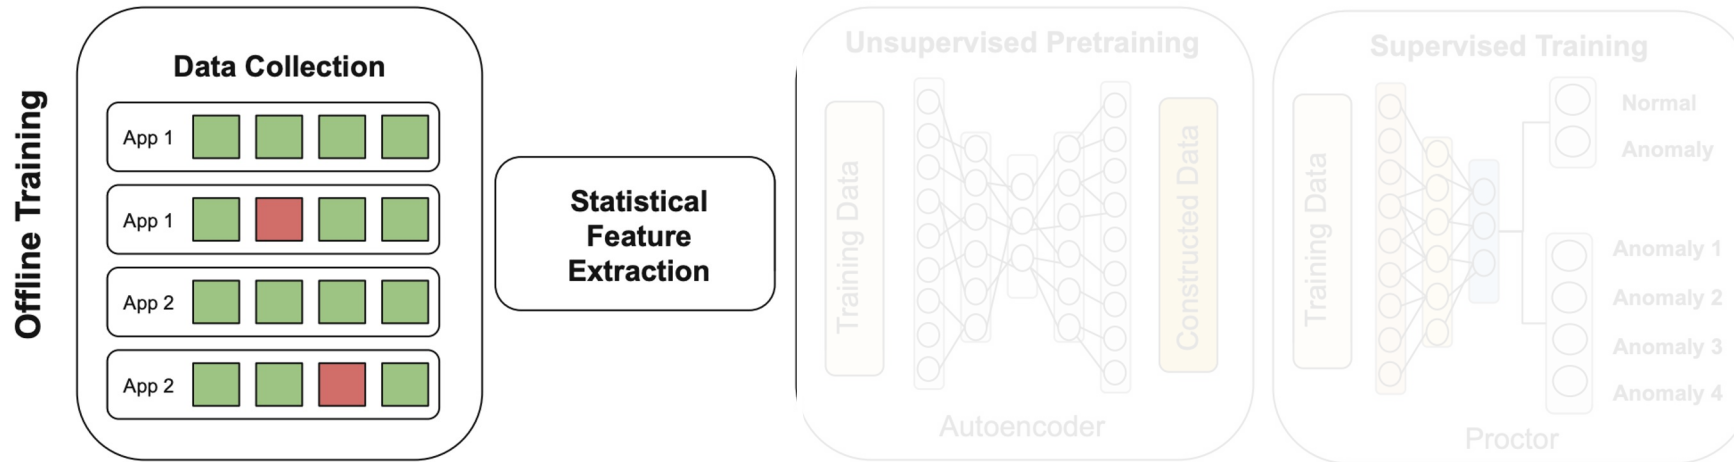 Offline Training
Data Collection
App 1
App 1
App 2
App 2
Statistical
Feature
Extraction
Unsupervised Pretraining
Training Data
Constructed Data
Autoencoder
Supervised Training
Training Data
Normal
Anomaly
Anomaly 1
Anomaly 2
Anomaly 3
Anomaly 4
Proctor